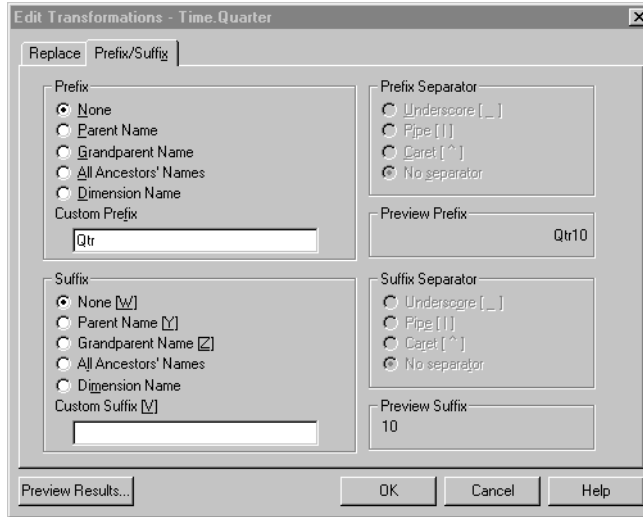 Edit Transformations - Time.Quarter
Replace
Prefix/Suffix
Prefix
None
Parent Name
Grandparent Name
All Ancestors' Names
Dimension Name
Custom Prefix
Qtr
Prefix Separator
Underscore [ _ ]
Pipe [ | ]
Caret [ ^ ]
No separator
Preview Prefix
Qtr10
Suffix
None [W]
Parent Name [Y]
Grandparent Name [Z]
All Ancestors' Names
Dimension Name
Custom Suffix [V]
Suffix Separator
Underscore [ _ ]
Pipe [ | ]
Caret [ ^ ]
No separator
Preview Suffix
10
Preview Results...
OK
Cancel
Help